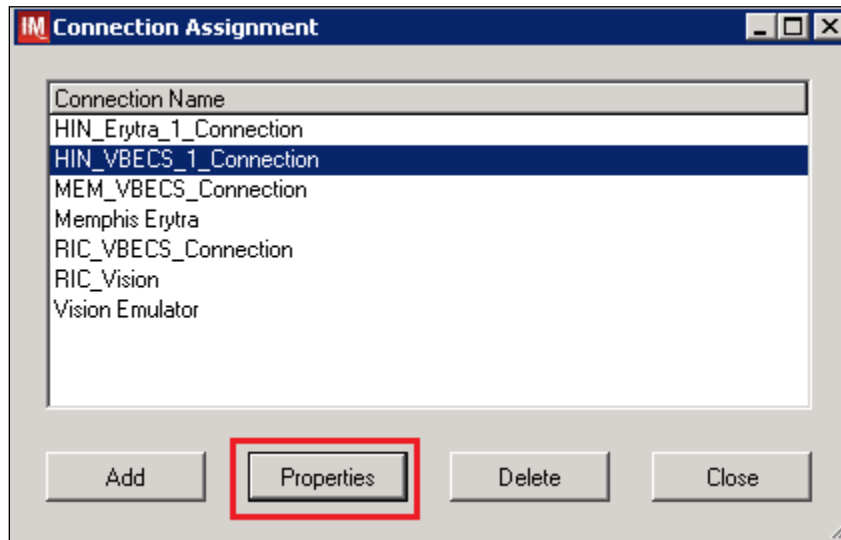 IM Connection Assignment
Connection Name
HIN_Erytra_1_Connection
HIN_VBECS_1_Connection
MEM_VBECS_Connection
Memphis Erytra
RIC_VBECS_Connection
RIC_Vision
Vision Emulator
Add Properties Delete Close